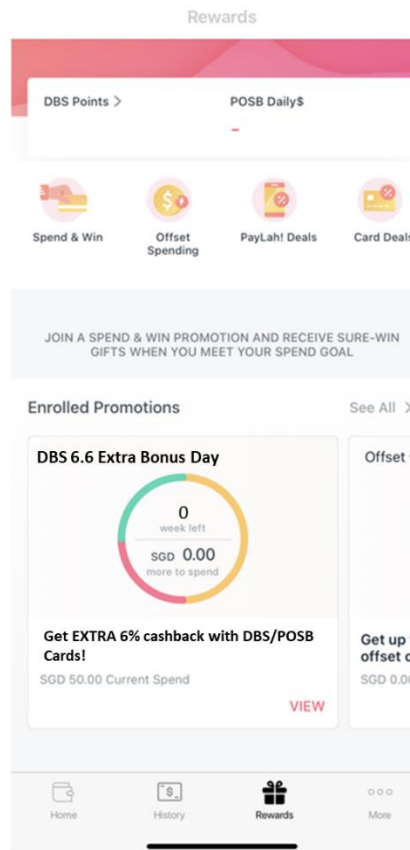 Rewards
DBS Points >
POSB Daily$
-
Spend & Win
Offset
Spending
PayLah! Deals
Card Deals
JOIN A SPEND & WIN PROMOTION AND RECEIVE SURE-WIN
GIFTS WHEN YOU MEET YOUR SPEND GOAL
Enrolled Promotions
See All >
DBS 6.6 Extra Bonus Day
0
week left
SGD 0.00
more to spend
Get EXTRA 6% cashback with DBS/POSB
Cards!
SGD 50.00 Current Spend
VIEW
Offset
Get up
offset
SGD 0.00
Home
History
Rewards
More